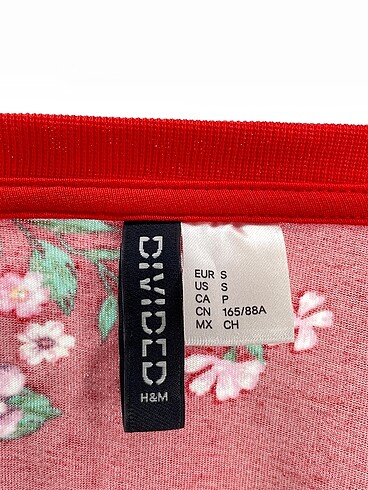 DIVIDED
H&M
EUR S
US S
CA P
CN 165/88A
MX CH